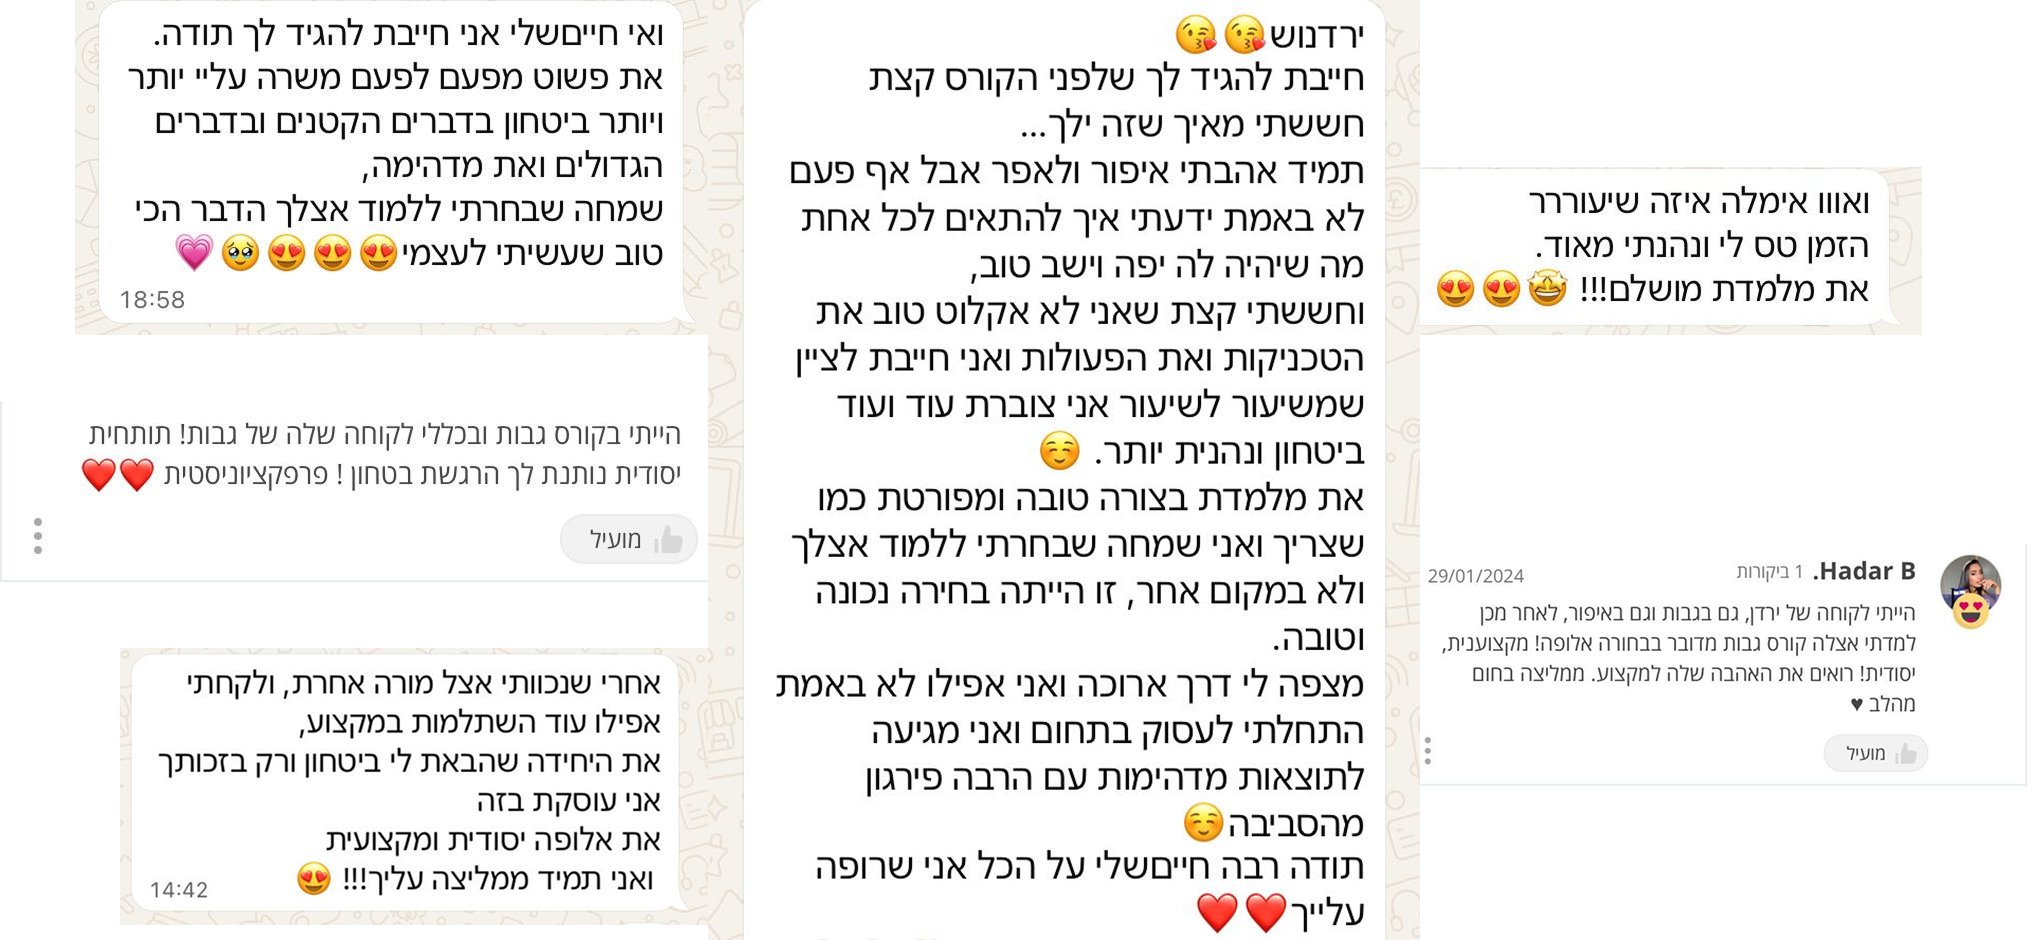 ואווו אימלה איזה שיעוררר
הזמן טס לי ונהנתי מאוד.
את מלמדת מושלם!!! 🤩😍😍
Hadar B. 1 ביקורות 29/01/2024
הייתי לקוחה של ירדן, גם בגבות וגם באיפור, לאחר מכן
למדתי אצלה קורס גבות מדובר בבחורה אלופה! מקצוענית,
יסודית! רואים את האהבה שלה למקצוע. ממליצה בחום
מהלב ♥
מועיל
ירדנוש😘😘
חייבת להגיד לך שלפני הקורס קצת
חששתי מאיך שזה ילך...
תמיד אהבתי איפור ולאפר אבל אף פעם
לא באמת ידעתי איך להתאים לכל אחת
מה שיהיה לה יפה וישב טוב,
וחששתי קצת שאני לא אקלוט טוב את
הטכניקות ואת הפעולות ואני חייבת לציין
שמשיעור לשיעור אני צוברת עוד ועוד
ביטחון ונהנית יותר. ☺️
את מלמדת בצורה טובה ומפורטת כמו
שצריך ואני שמחה שבחרתי ללמוד אצלך
ולא במקום אחר, זו הייתה בחירה נכונה
וטובה.
מצפה לי דרך ארוכה ואני אפילו לא באמת
התחלתי לעסוק בתחום ואני מגיעה
לתוצאות מדהימות עם הרבה פירגון
מהסביבה☺️
תודה רבה חייםשלי על הכל אני שרופה
עלייך❤️❤️
ואי חייםשלי אני חייבת להגיד לך תודה.
את פשוט מפעם לפעם משרה עליי יותר
ויותר ביטחון בדברים הקטנים ובדברים
הגדולים ואת מדהימה,
שמחה שבחרתי ללמוד אצלך הדבר הכי
טוב שעשיתי לעצמי😍😍😍🥹💗
18:58
הייתי בקורס גבות ובכללי לקוחה שלה של גבות! תותחית
יסודית נותנת לך הרגשת בטחון ! פרפקציוניסטית ❤️❤️
מועיל
אחרי שנכוותי אצל מורה אחרת, ולקחתי
אפילו עוד השתלמות במקצוע,
את היחידה שהבאת לי ביטחון ורק בזכותך
אני עוסקת בזה
את אלופה יסודית ומקצועית
ואני תמיד ממליצה עליך!!! 😍
14:42